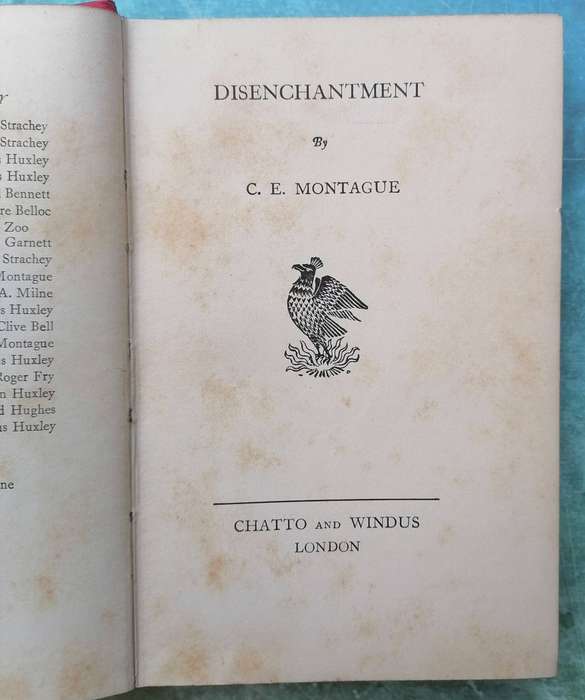 Strachey
Strachey
Huxley
Huxley
Bennett
Belloc
Zoo
Garnett
Strachey
Montague
A. Milne
Huxley
Clive Bell
Montague
Huxley
Roger Fry
Huxley
Hughes
Huxley
DISENCHANTMENT
By
C. E. MONTAGUE
CHATTO AND WINDUS
LONDON